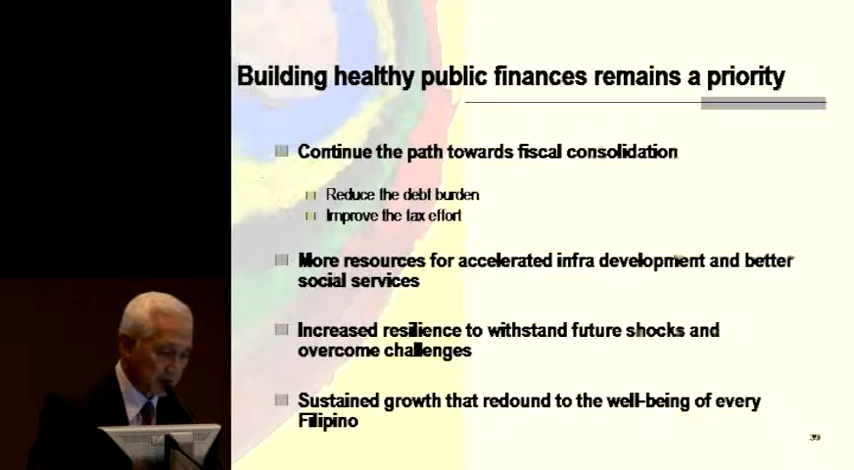 Building healthy public finances remains a priority
Continue the path towards fiscal consolidation
Reduce the debt burden
Improve the tax effort
More resources for accelerated infra development and better
social services
Increased resilience to withstand future shocks and
overcome challenges
Sustained growth that redound to the well-being of every
Filipino
39